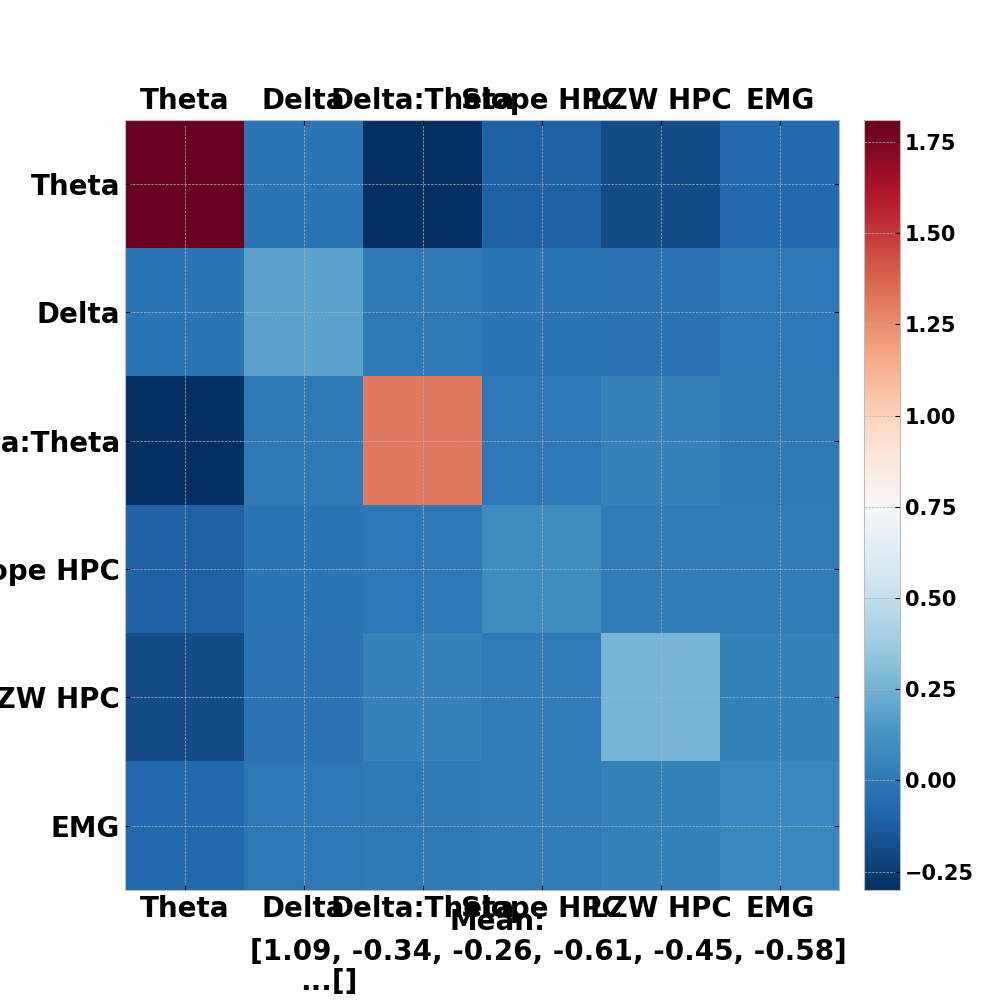 Theta Delta Delta:Theta Slope HPC LZW HPC EMG
1.75
Theta
1.50
Delta
1.25
1.00
a:Theta
0.75
ope HPC
0.50
ZW HPC
0.25
0.00
EMG
−0.25
Theta Delta Delta:Theta Slope HPC LZW HPC EMG
Mean:
[1.09, -0.34, -0.26, -0.61, -0.45, -0.58]
...[]